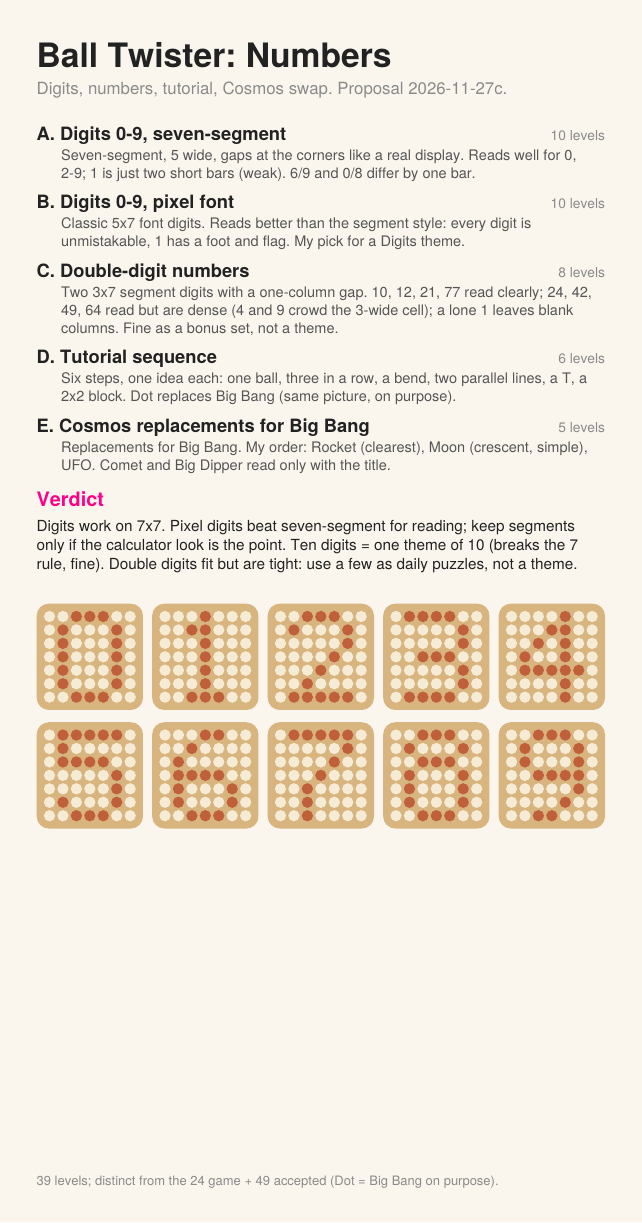 Ball Twister: Numbers
Digits, numbers, tutorial, Cosmos swap. Proposal 2026-11-27c.
A. Digits 0-9, seven-segment 10 levels
Seven-segment, 5 wide, gaps at the corners like a real display. Reads well for 0,
2-9; 1 is just two short bars (weak). 6/9 and 0/8 differ by one bar.
B. Digits 0-9, pixel font 10 levels
Classic 5x7 font digits. Reads better than the segment style: every digit is
unmistakable, 1 has a foot and flag. My pick for a Digits theme.
C. Double-digit numbers 8 levels
Two 3x7 segment digits with a one-column gap. 10, 12, 21, 77 read clearly; 24, 42,
49, 64 read but are dense (4 and 9 crowd the 3-wide cell); a lone 1 leaves blank
columns. Fine as a bonus set, not a theme.
D. Tutorial sequence 6 levels
Six steps, one idea each: one ball, three in a row, a bend, two parallel lines, a T, a
2x2 block. Dot replaces Big Bang (same picture, on purpose).
E. Cosmos replacements for Big Bang 5 levels
Replacements for Big Bang. My order: Rocket (clearest), Moon (crescent, simple),
UFO. Comet and Big Dipper read only with the title.
Verdict
Digits work on 7x7. Pixel digits beat seven-segment for reading; keep segments
only if the calculator look is the point. Ten digits = one theme of 10 (breaks the 7
rule, fine). Double digits fit but are tight: use a few as daily puzzles, not a theme.
39 levels; distinct from the 24 game + 49 accepted (Dot = Big Bang on purpose).